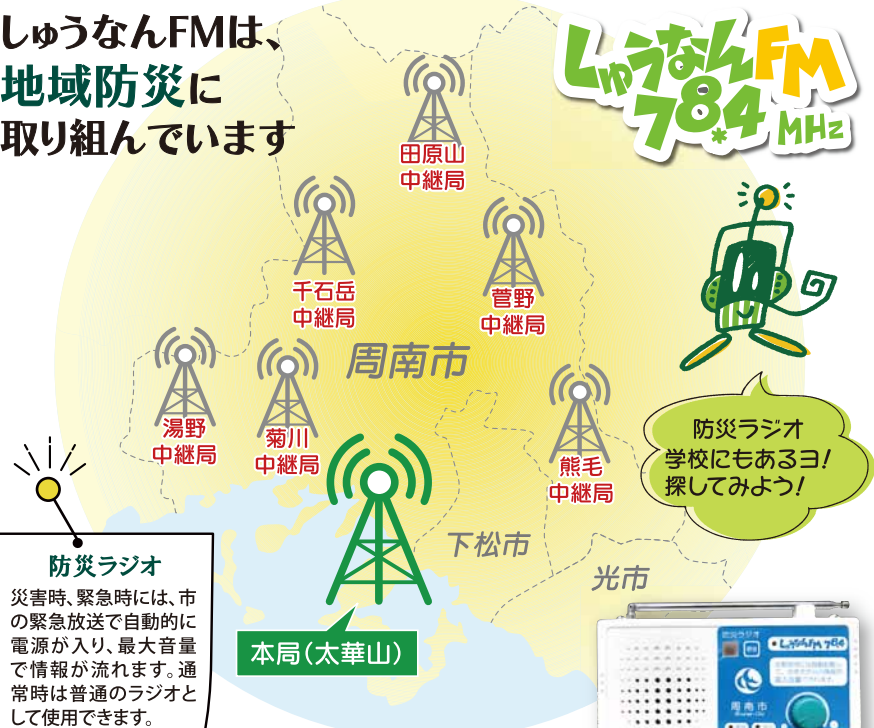 しゅうなんFMは、
地域防災に
取り組んでいます
しゅうなんFM
78.4 MHz
田原山
中継局
千石岳
中継局
菅野
中継局
周南市
湯野
中継局
菊川
中継局
熊毛
中継局
下松市
光市
本局(太華山)
防災ラジオ
学校にもあるヨ!
探してみよう!
防災ラジオ
災害時、緊急時には、市
の緊急放送で自動的に
電源が入り、最大音量
で情報が流れます。通
常時は普通のラジオと
して使用できます。
防災ラジオ
しゅうなんFM 78.4
周南市